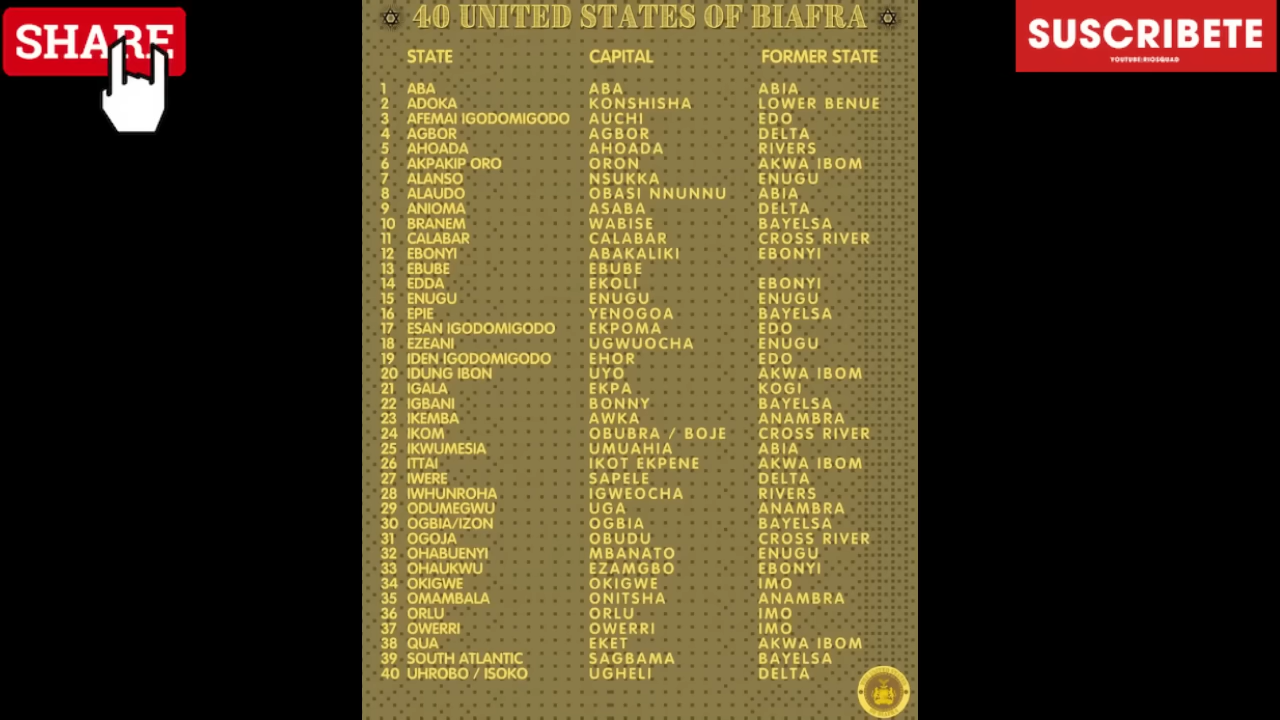 SHARE
40 UNITED STATES OF BIAFRA
SUSCRIBETE
YOUTUBE:RIOSQUAD
STATE CAPITAL FORMER STATE
1 ABA ABA ABIA
2 ADOKA KONSHISHA LOWER BENUE
3 AFEMAI IGODOMIGODO AUCHI EDO
4 AGBOR AGBOR DELTA
5 AHOADA AHOADA RIVERS
6 AKPAKIP ORO ORON AKWA IBOM
7 ALANSO NSUKKA ENUGU
8 ALAUDO OBASI NNUNNU ABIA
9 ANIOMA ASABA DELTA
10 BRANEM WABISE BAYELSA
11 CALABAR CALABAR CROSS RIVER
12 EBONYI ABAKALIKI EBONYI
13 EBUBE EBUBE
14 EDDA EKOLI EBONYI
15 ENUGU ENUGU ENUGU
16 EPIE YENOGOA BAYELSA
17 ESAN IGODOMIGODO EKPOMA EDO
18 EZEANI UGWUOCHA ENUGU
19 IDEN IGODOMIGODO EHOR EDO
20 IDUNG IBON UYO AKWA IBOM
21 IGALA EKPA KOGI
22 IGBANI BONNY BAYELSA
23 IKEMBA AWKA ANAMBRA
24 IKOM OBUBRA / BOJE CROSS RIVER
25 IKWUMESIA UMUAHIA ABIA
26 ITTAI IKOT EKPENE AKWA IBOM
27 IWERE SAPELE DELTA
28 IWHUNROHA IGWEOCHA RIVERS
29 ODUMEGWU UGA ANAMBRA
30 OGBIA/IZON OGBIA BAYELSA
31 OGOJA OBUDU CROSS RIVER
32 OHABUENYI MBANATO ENUGU
33 OHAUKWU EZAMGBO EBONYI
34 OKIGWE OKIGWE IMO
35 OMAMBALA ONITSHA ANAMBRA
36 ORLU ORLU IMO
37 OWERRI OWERRI IMO
38 QUA EKET AKWA IBOM
39 SOUTH ATLANTIC SAGBAMA BAYELSA
40 UHROBO / ISOKO UGHELI DELTA